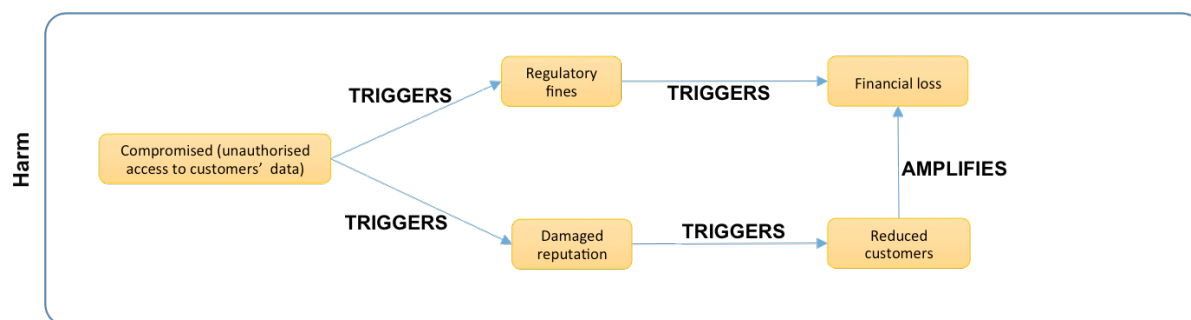 Harm
Compromised (unauthorised
access to customers' data)
TRIGGERS
Regulatory
fines
TRIGGERS
Financial loss
TRIGGERS
Damaged
reputation
TRIGGERS
Reduced
customers
AMPLIFIES